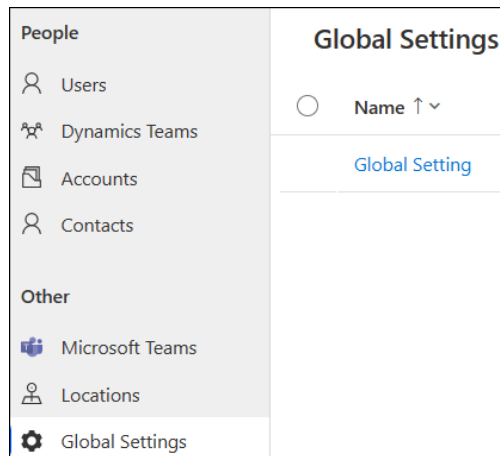 People
Users
Dynamics Teams
Accounts
Contacts
Other
Microsoft Teams
Locations
Global Settings
Global Settings
Name
Global Setting